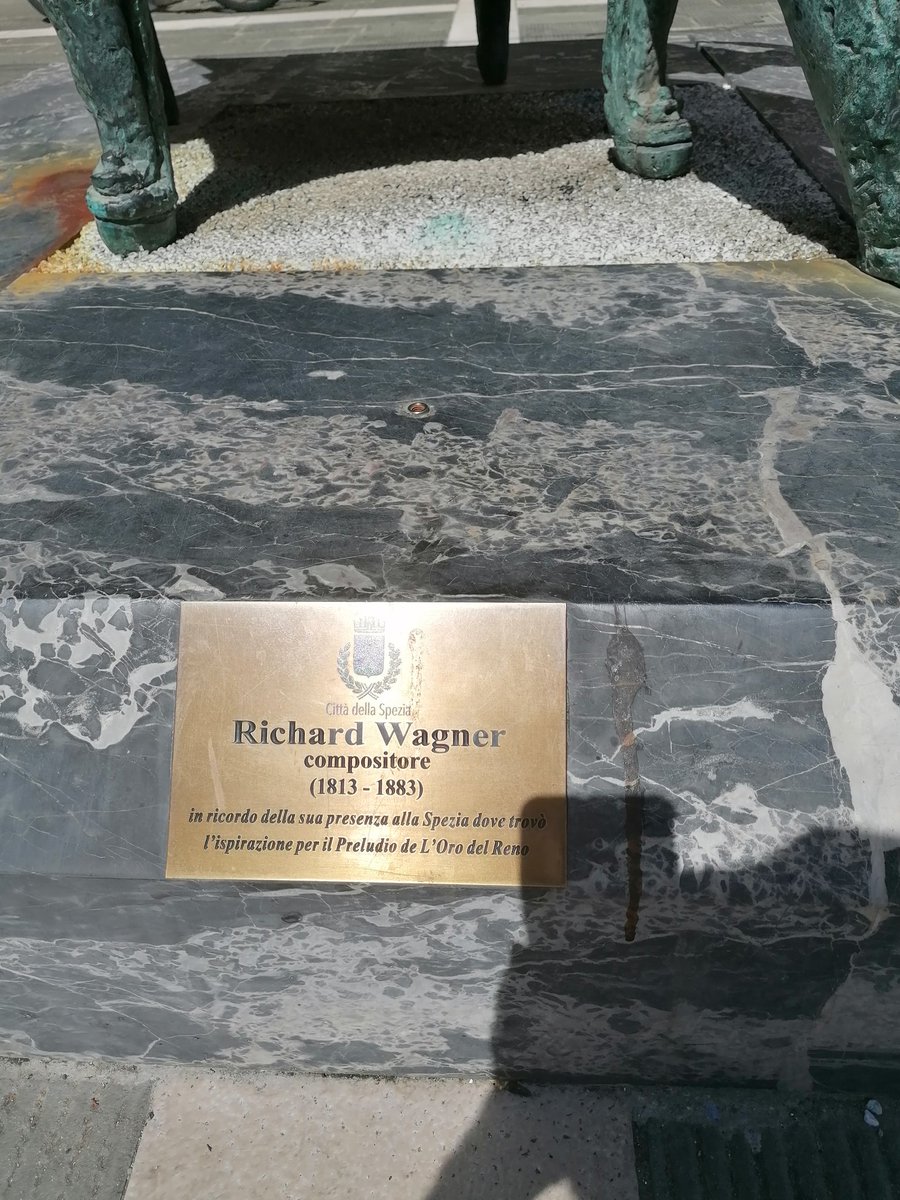 Città della Spezia
Richard Wagner
compositore
(1813 - 1883)
in ricordo della sua presenza alla Spezia dove trovò
l'ispirazione per il Preludio de L'Oro del Reno